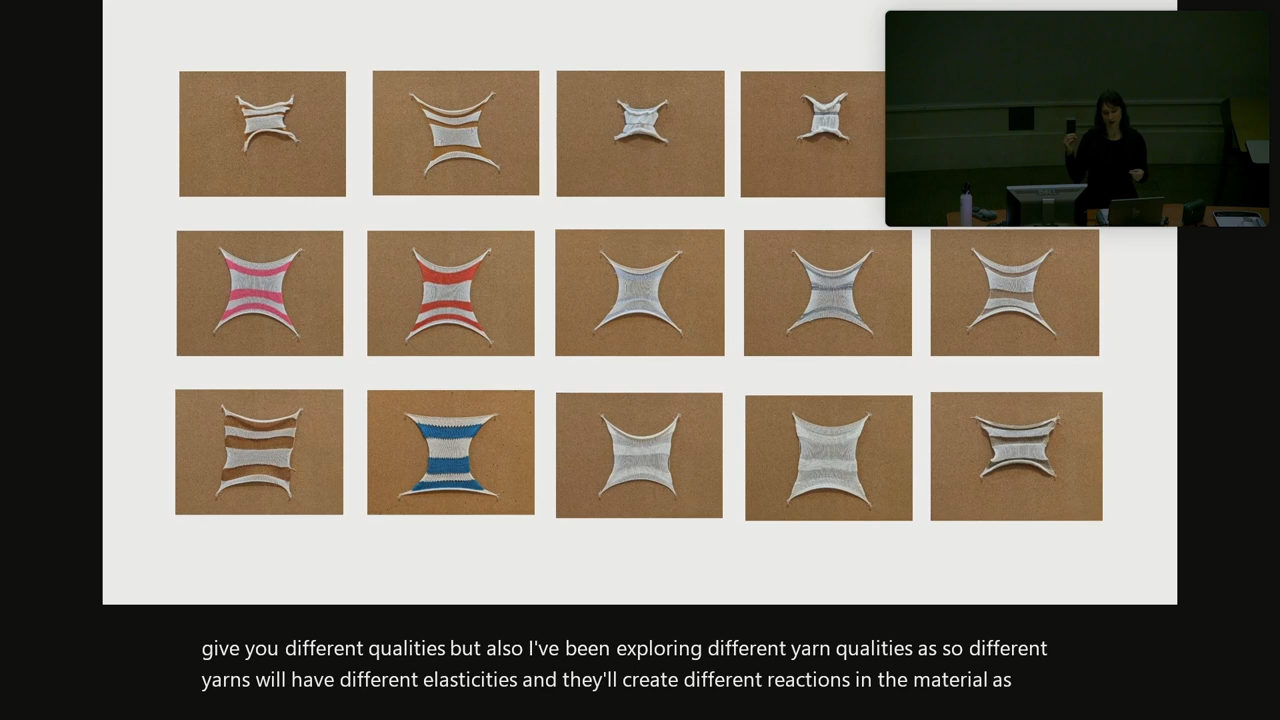 give you different qualities but also I've been exploring different yarn qualities as so different
yarns will have different elasticities and they'll create different reactions in the material as